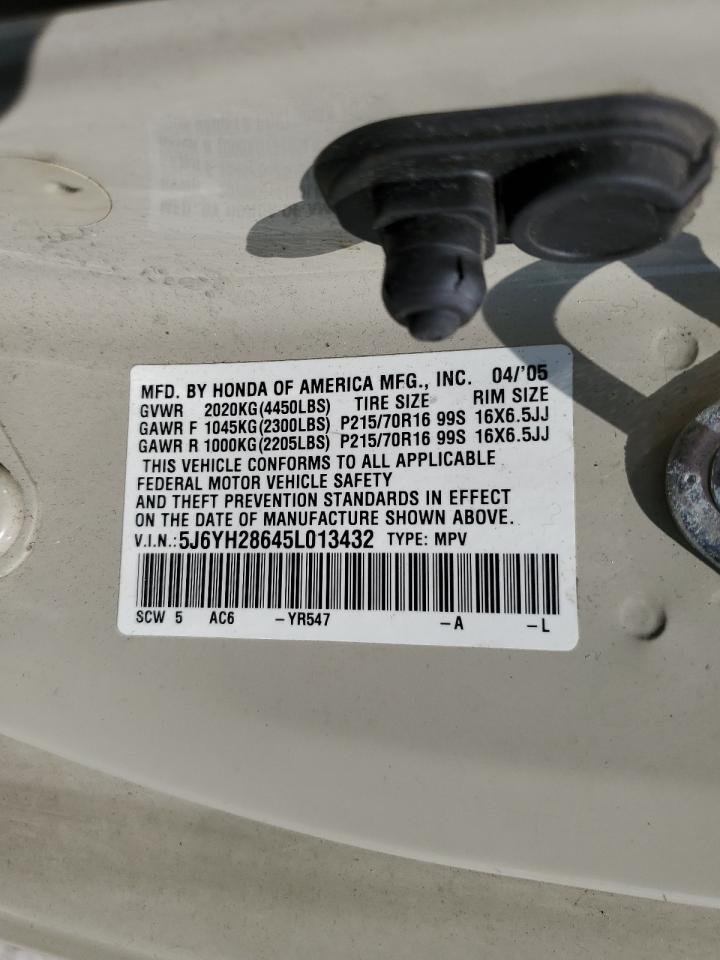 MFD. BY HONDA OF AMERICA MFG., INC. 04/'05
GVWR 2020KG(4450LBS) TIRE SIZE RIM SIZE
GAWR F 1045KG(2300LBS) P215/70R16 99S 16X6.5JJ
GAWR R 1000KG(2205LBS) P215/70R16 99S 16X6.5JJ
THIS VEHICLE CONFORMS TO ALL APPLICABLE
FEDERAL MOTOR VEHICLE SAFETY
AND THEFT PREVENTION STANDARDS IN EFFECT
ON THE DATE OF MANUFACTURE SHOWN ABOVE.
V.I.N.:5J6YH28645L013432 TYPE: MPV
SCW 5 AC6 -YR547 -A -L